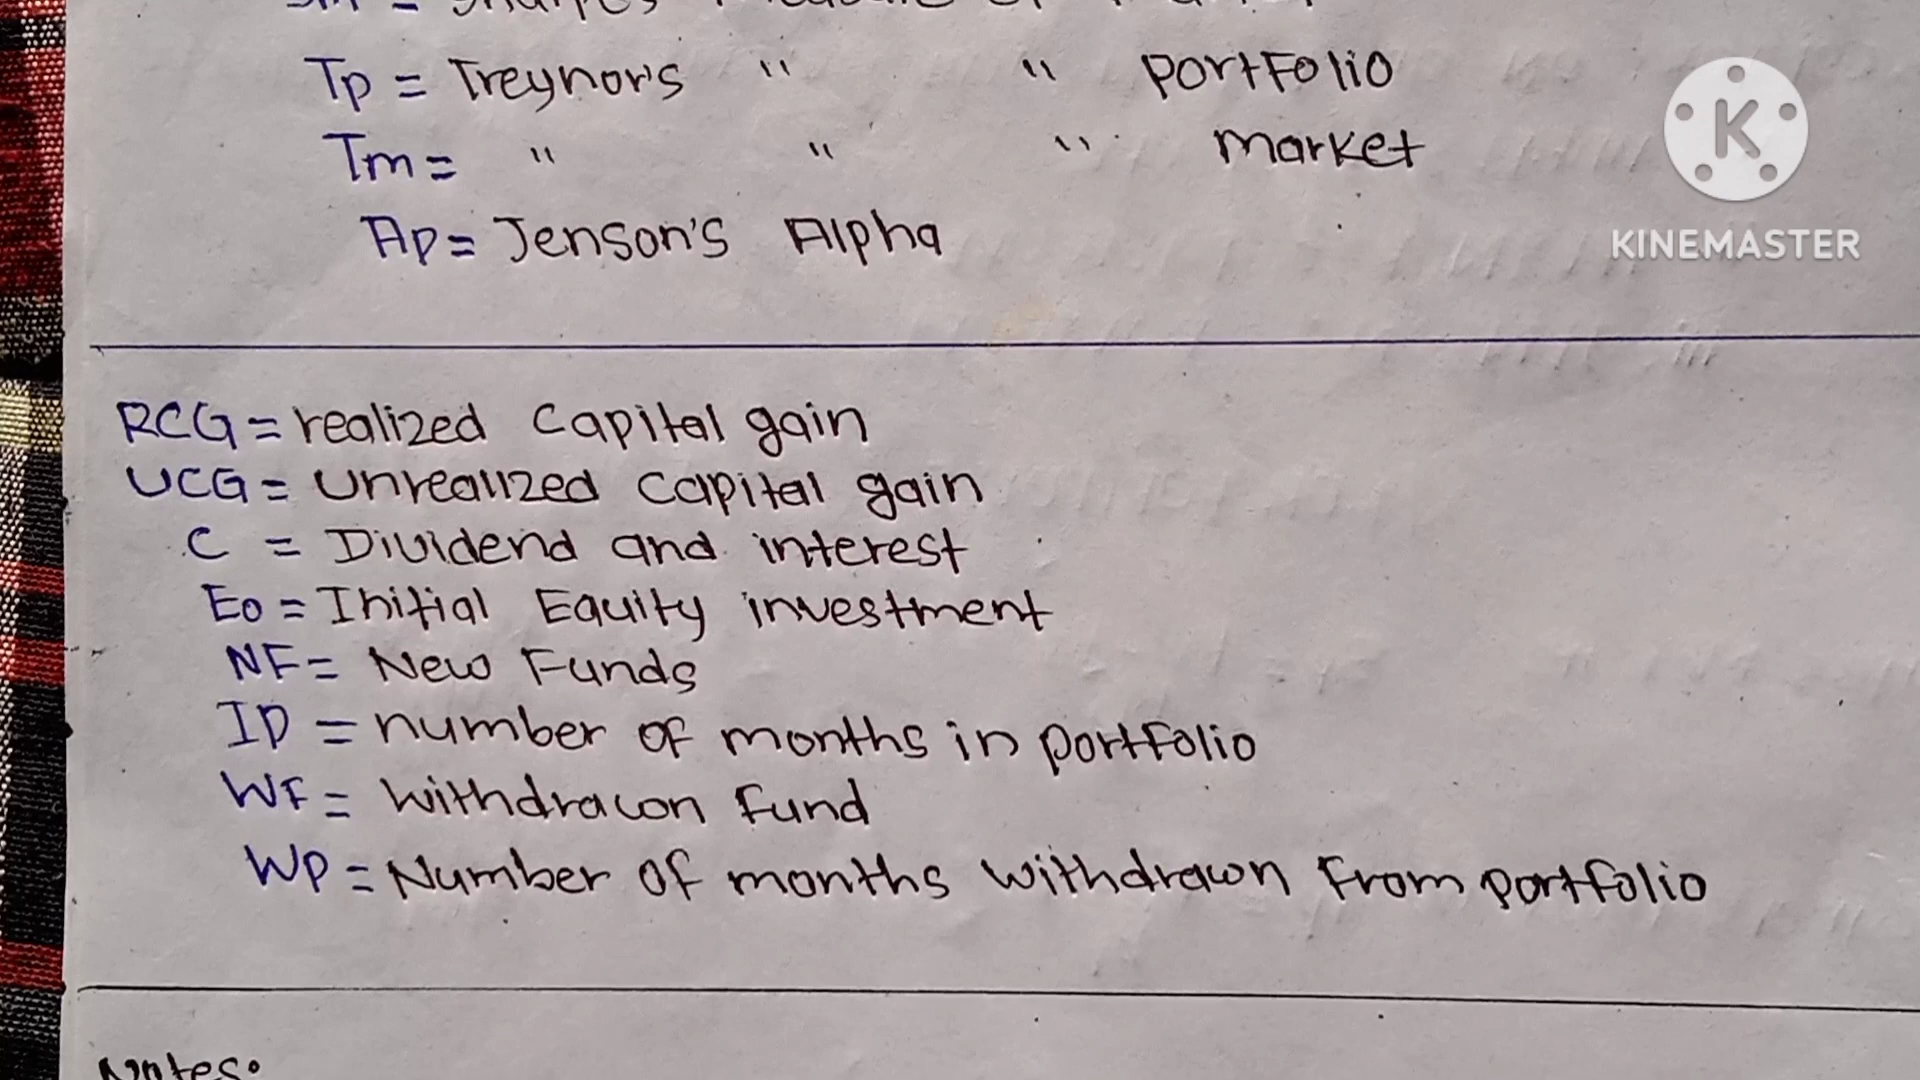 Tp = Treynor's " " Portfolio
Tm = " " " market
K
Ap = Jenson's Alpha
KINEMASTER
RCG = realized capital gain
UCG = Unrealized capital gain
C = Dividend and interest
Eo = Initial Equity investment
NF = New Funds
IP = number of months in portfolio
WF = withdrawn fund
WP = Number of months withdrawn from portfolio
Notes: